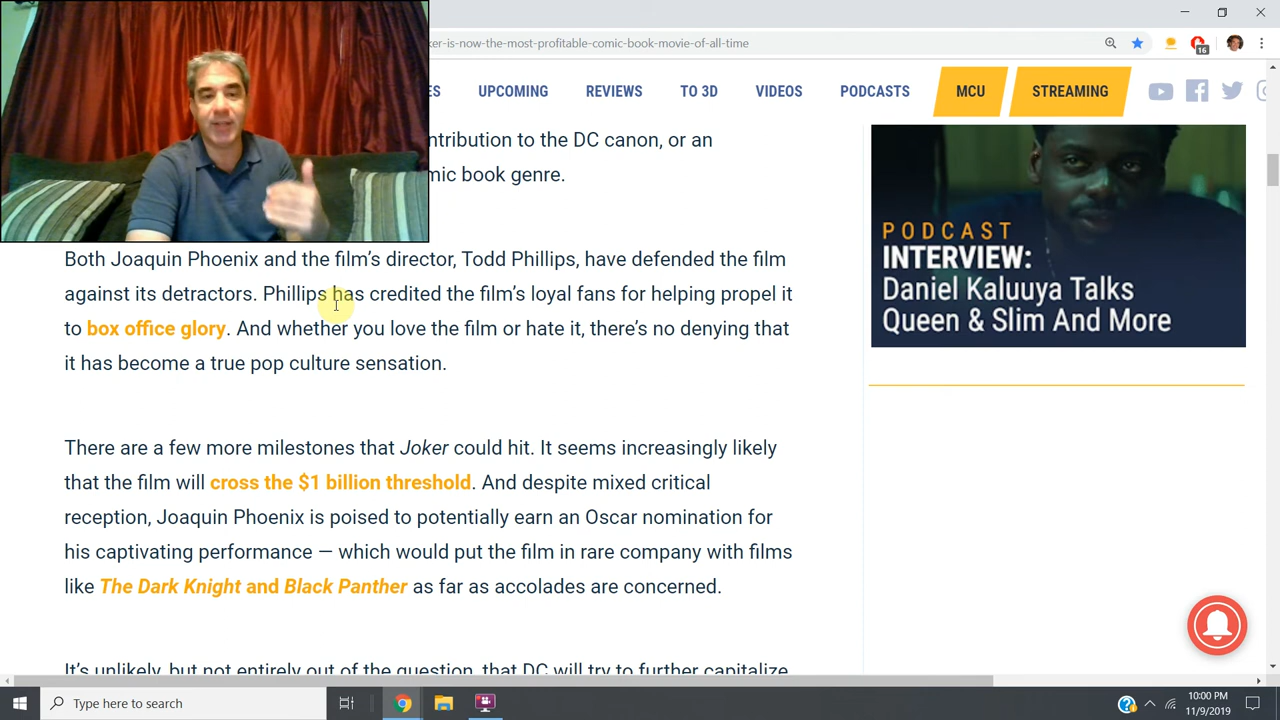 ker-is-now-the-most-profitable-comic-book-movie-of-all-time
16
ES UPCOMING REVIEWS TO 3D VIDEOS PODCASTS MCU STREAMING
ntribution to the DC canon, or an
mic book genre.
Both Joaquin Phoenix and the film's director, Todd Phillips, have defended the film
against its detractors. Phillips has credited the film's loyal fans for helping propel it
to box office glory. And whether you love the film or hate it, there's no denying that
it has become a true pop culture sensation.
There are a few more milestones that Joker could hit. It seems increasingly likely
that the film will cross the $1 billion threshold. And despite mixed critical
reception, Joaquin Phoenix is poised to potentially earn an Oscar nomination for
his captivating performance — which would put the film in rare company with films
like The Dark Knight and Black Panther as far as accolades are concerned.
It's unlikely, but not entirely out of the question, that DC will try to further capitalize
PODCAST
INTERVIEW:
Daniel Kaluuya Talks
Queen & Slim And More
Type here to search
10:00 PM
11/9/2019